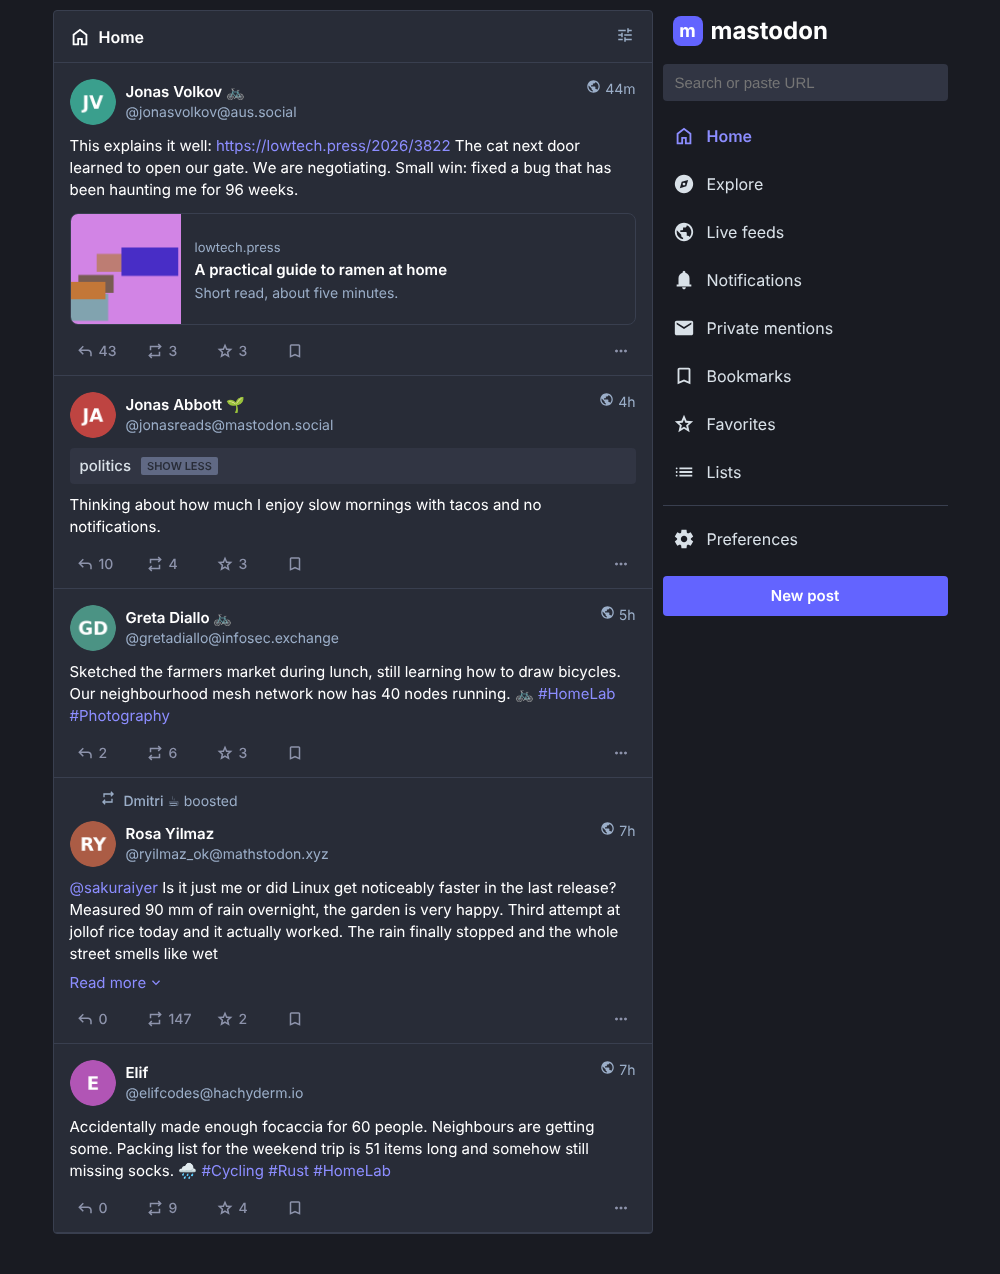 Home
JV
Jonas Volkov 🚲
44m
@jonasvolkov@aus.social
This explains it well: https://lowtech.press/2026/3822 The cat next door
learned to open our gate. We are negotiating. Small win: fixed a bug that has
been haunting me for 96 weeks.
lowtech.press
A practical guide to ramen at home
Short read, about five minutes.
43 3 3
JA
Jonas Abbott 🌱
4h
@jonasreads@mastodon.social
politics SHOW LESS
Thinking about how much I enjoy slow mornings with tacos and no
notifications.
10 4 3
GD
Greta Diallo 🚲
5h
@gretadiallo@infosec.exchange
Sketched the farmers market during lunch, still learning how to draw bicycles.
Our neighbourhood mesh network now has 40 nodes running. 🚲 #HomeLab
#Photography
2 6 3
Dmitri ☕ boosted
RY
Rosa Yilmaz
7h
@ryilmaz_ok@mathstodon.xyz
@sakuraiyer Is it just me or did Linux get noticeably faster in the last release?
Measured 90 mm of rain overnight, the garden is very happy. Third attempt at
jollof rice today and it actually worked. The rain finally stopped and the whole
street smells like wet
Read more
0 147 2
E
Elif
7h
@elifcodes@hachyderm.io
Accidentally made enough focaccia for 60 people. Neighbours are getting
some. Packing list for the weekend trip is 51 items long and somehow still
missing socks. 🌧️ #Cycling #Rust #HomeLab
0 9 4
m mastodon
Search or paste URL
Home
Explore
Live feeds
Notifications
Private mentions
Bookmarks
Favorites
Lists
Preferences
New post